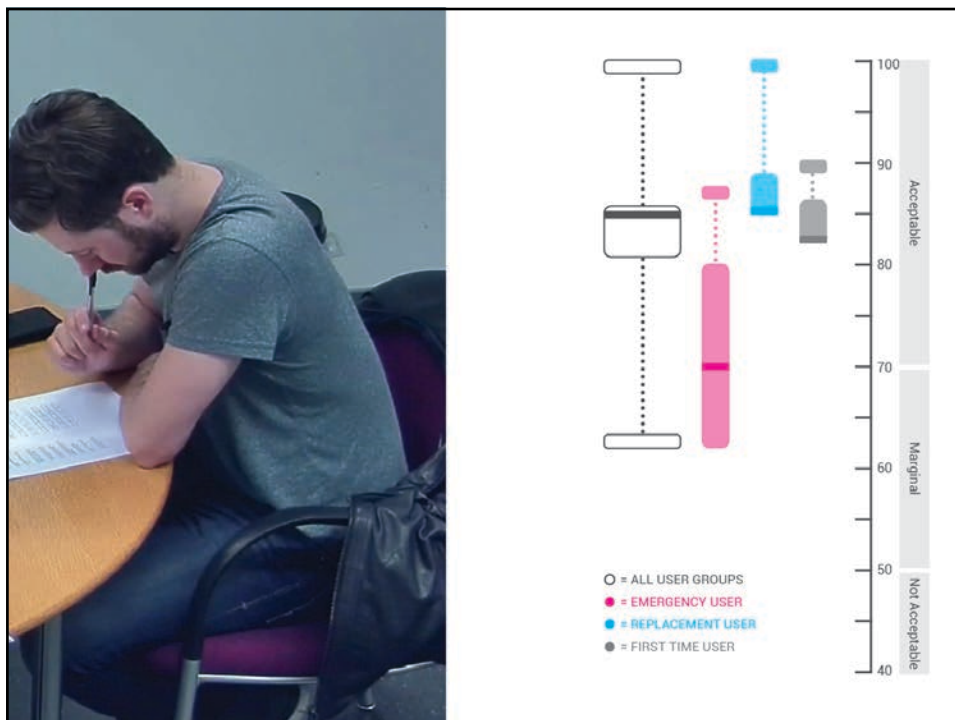 100
90
80
70
60
50
40
Acceptable
Marginal
Not Acceptable
= ALL USER GROUPS
= EMERGENCY USER
= REPLACEMENT USER
= FIRST TIME USER